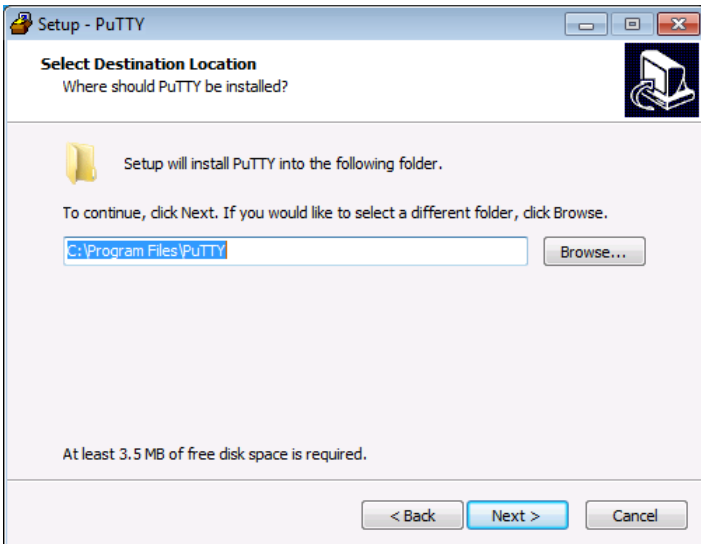 Setup - PuTTY
Select Destination Location
Where should PuTTY be installed?
Setup will install PuTTY into the following folder.
To continue, click Next. If you would like to select a different folder, click Browse.
C:\Program Files\PuTTY
Browse...
At least 3.5 MB of free disk space is required.
< Back
Next >
Cancel